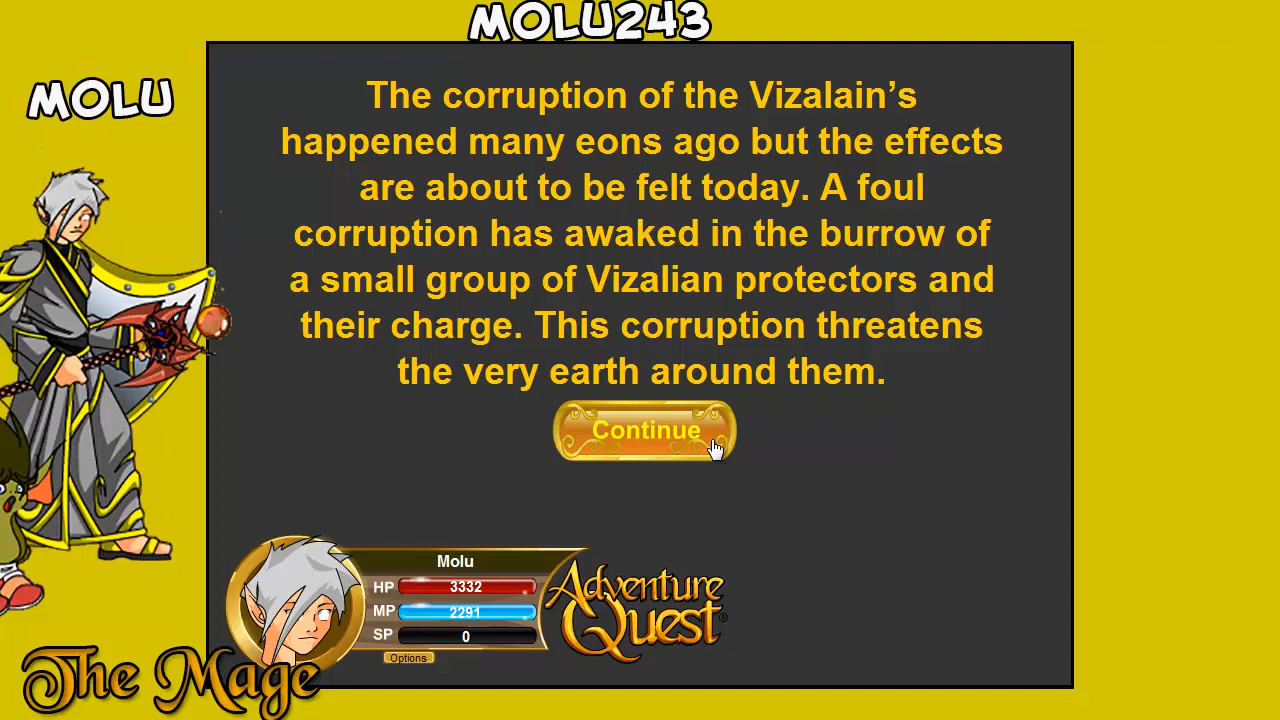 MOLU243
MOLU
The corruption of the Vizalain’s
happened many eons ago but the effects
are about to be felt today. A foul
corruption has awaked in the burrow of
a small group of Vizalian protectors and
their charge. This corruption threatens
the very earth around them.
Continue
Molu
HP 3332
MP 2291
SP 0
Options
Adventure
Quest
The Mage